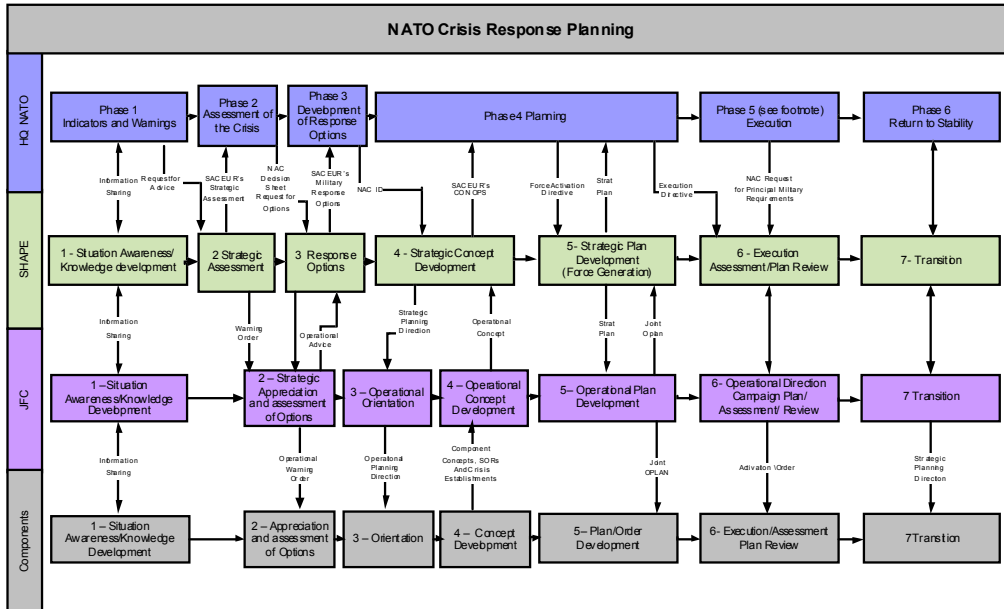 NATO Crisis Response Planning
HQ NATO
Phase 1
Indicators and Warnings
Phase 2
Assessment of
the Crisis
Phase 3
Development
of Response
Options
Phase4 Planning
Phase 5 (see footnote)
Execution
Phase 6
Return to Stability
Information
Sharing
Request for
Advice
SACEUR's
Strategic
Assessment
NAC
Decision
Sheet
Request for
Options
SACEUR's
Military
Response
Options
NAC ID
SACEUR's
CONOPS
Force Activation
Directive
Strat
Plan
Execution
Directive
NAC Request
for Principal Military
Requirements
SHAPE
1 - Situation Awareness/
Knowledge development
2 Strategic
Assessment
3 Response
Options
4 - Strategic Concept
Development
5- Strategic Plan
Development
(Force Generation)
6 - Execution
Assessment /Plan Review
7- Transition
Information
Sharing
Warning
Order
Operational
Advice
Strategic
Planning
Direction
Operational
Concept
Strat
Plan
Joint
Oplan
JFC
1 – Situation
Awareness/Knowledge
Development
2 – Strategic
Appreciation
and assessment
of Options
3 – Operational
Orientation
4 – Operational
Concept
Development
5 – Operational Plan
Development
6- Operational Direction
Campaign Plan/
Assessment/ Review
7 Transition
Information
Sharing
Operational
Warning
Order
Operational
Planning
Direction
Component
Concepts, SORs
And Crisis
Establishments
Joint
OPLAN
Activation \Order
Strategic
Planning
Direction
Components
1 – Situation
Awareness/Knowledge
Development
2 – Appreciation
and assessment
of Options
3 – Orientation
4 – Concept
Development
5 – Plan/Order
Development
6- Execution/Assessment
Plan Review
7 Transition